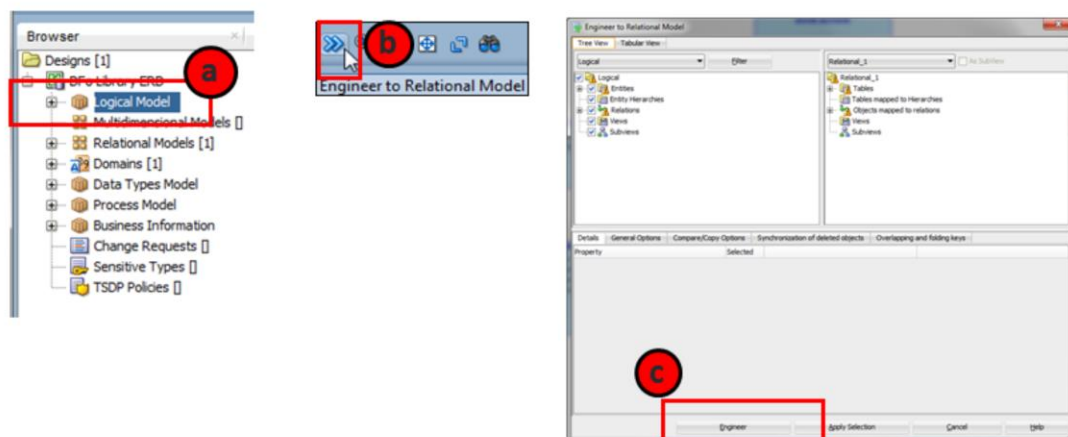 Browser
Designs [1]
BFo Library ERD
Logical Model
Multidimensional Models []
Relational Models [1]
Domains [1]
Data Types Model
Process Model
Business Information
Change Requests []
Sensitive Types []
TSDP Policies []
a
b
Engineer to Relational Model
Engineer to Relational Model
Tree View Tabular View
Logical Filter Relational_1 As SubView
Logical
Entities
Entity Hierarchies
Relations
Views
Subviews
Relational_1
Tables
Tables mapped to Hierarchies
Objects mapped to relations
Views
Subviews
Details General Options Compare/Copy Options Synchronization of deleted objects Overlapping and folding keys
Property Selected
c
Engineer Apply Selection Cancel Help